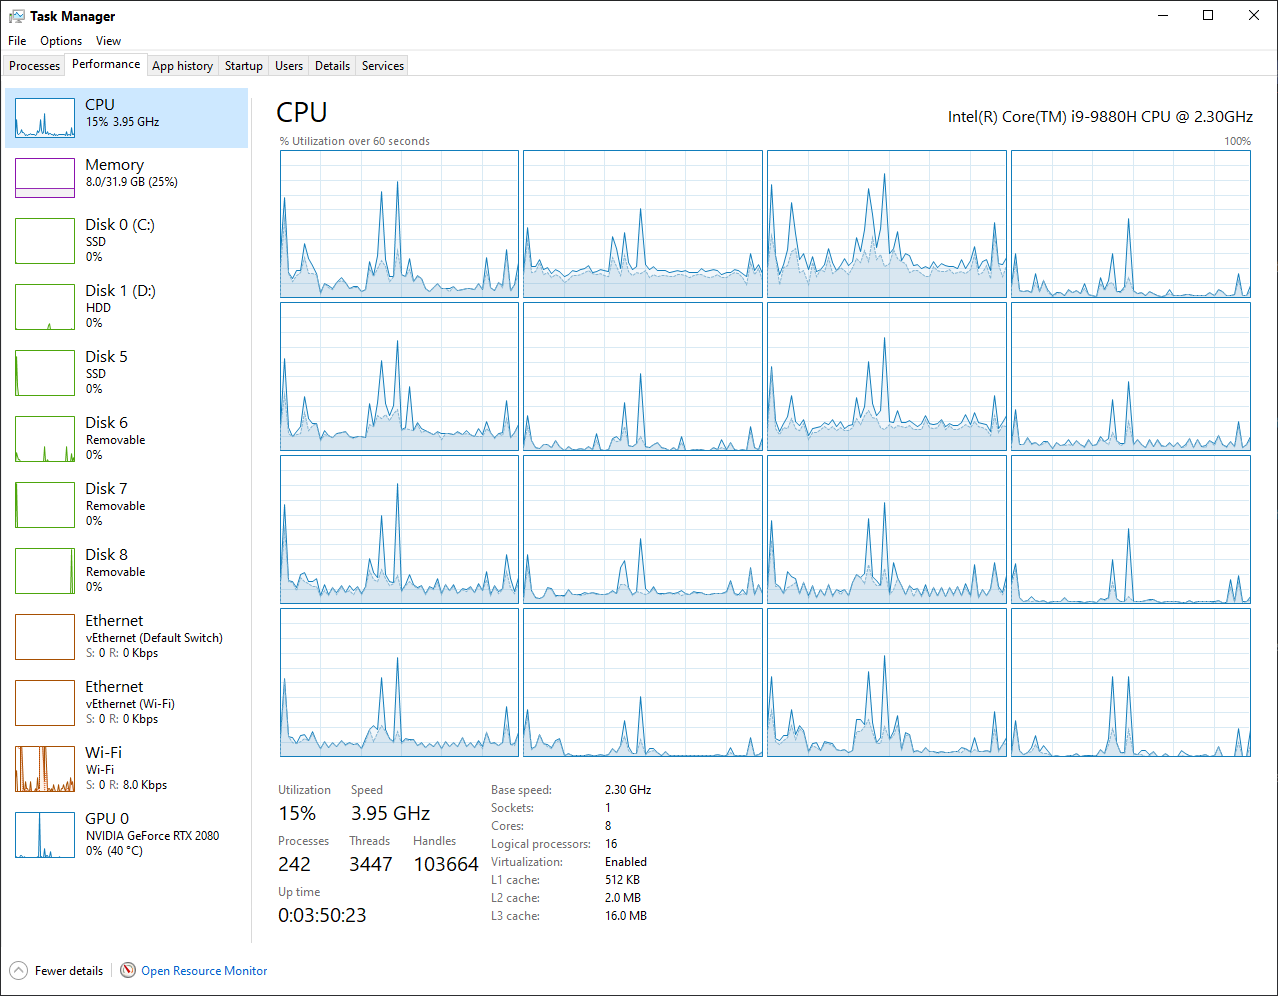 Task Manager
File Options View
Processes Performance App history Startup Users Details Services
CPU
15% 3.95 GHz
Memory
8.0/31.9 GB (25%)
Disk 0 (C:)
SSD
0%
Disk 1 (D:)
HDD
0%
Disk 5
SSD
0%
Disk 6
Removable
0%
Disk 7
Removable
0%
Disk 8
Removable
0%
Ethernet
vEthernet (Default Switch)
S: 0 R: 0 Kbps
Ethernet
vEthernet (Wi-Fi)
S: 0 R: 0 Kbps
Wi-Fi
Wi-Fi
S: 0 R: 8.0 Kbps
GPU 0
NVIDIA GeForce RTX 2080
0% (40 °C)
CPU Intel(R) Core(TM) i9-9880H CPU @ 2.30GHz
% Utilization over 60 seconds 100%
Utilization Speed
15% 3.95 GHz
Processes Threads Handles
242 3447 103664
Up time
0:03:50:23
Base speed: 2.30 GHz
Sockets: 1
Cores: 8
Logical processors: 16
Virtualization: Enabled
L1 cache: 512 KB
L2 cache: 2.0 MB
L3 cache: 16.0 MB
Fewer details Open Resource Monitor